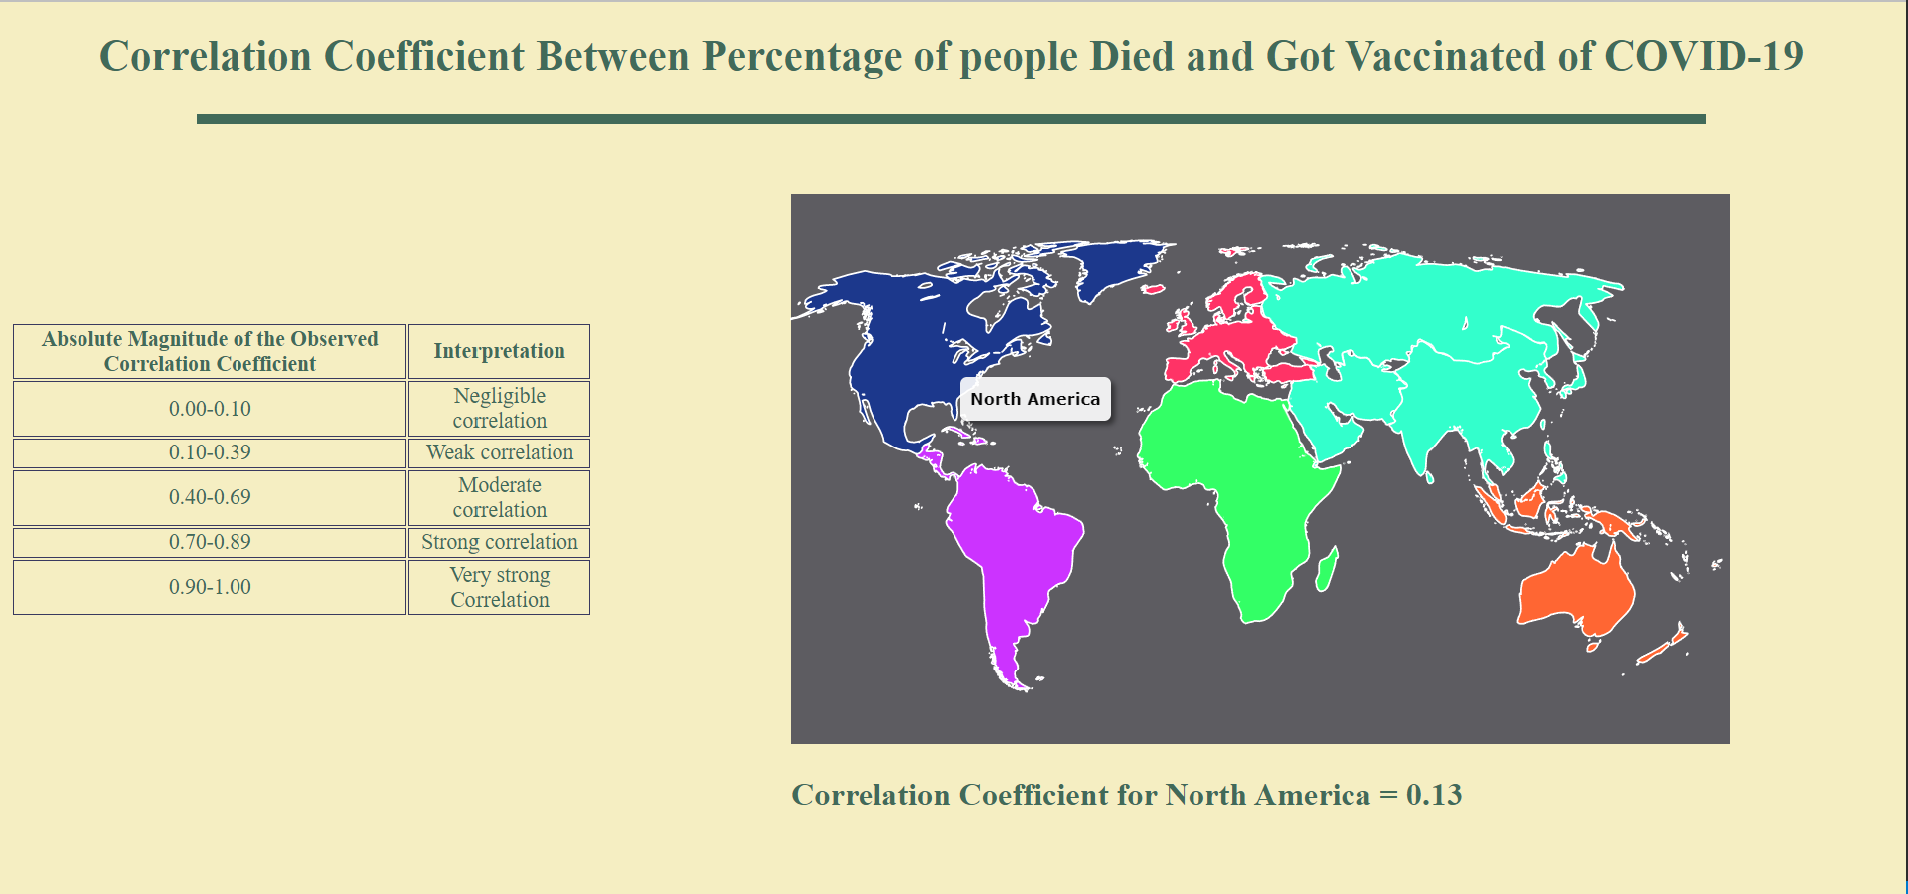 Correlation Coefficient Between Percentage of people Died and Got Vaccinated of COVID-19
Absolute Magnitude of the Observed
Correlation Coefficient
Interpretation
0.00-0.10
Negligible
correlation
0.10-0.39
Weak correlation
0.40-0.69
Moderate
correlation
0.70-0.89
Strong correlation
0.90-1.00
Very strong
Correlation
North America
Correlation Coefficient for North America = 0.13